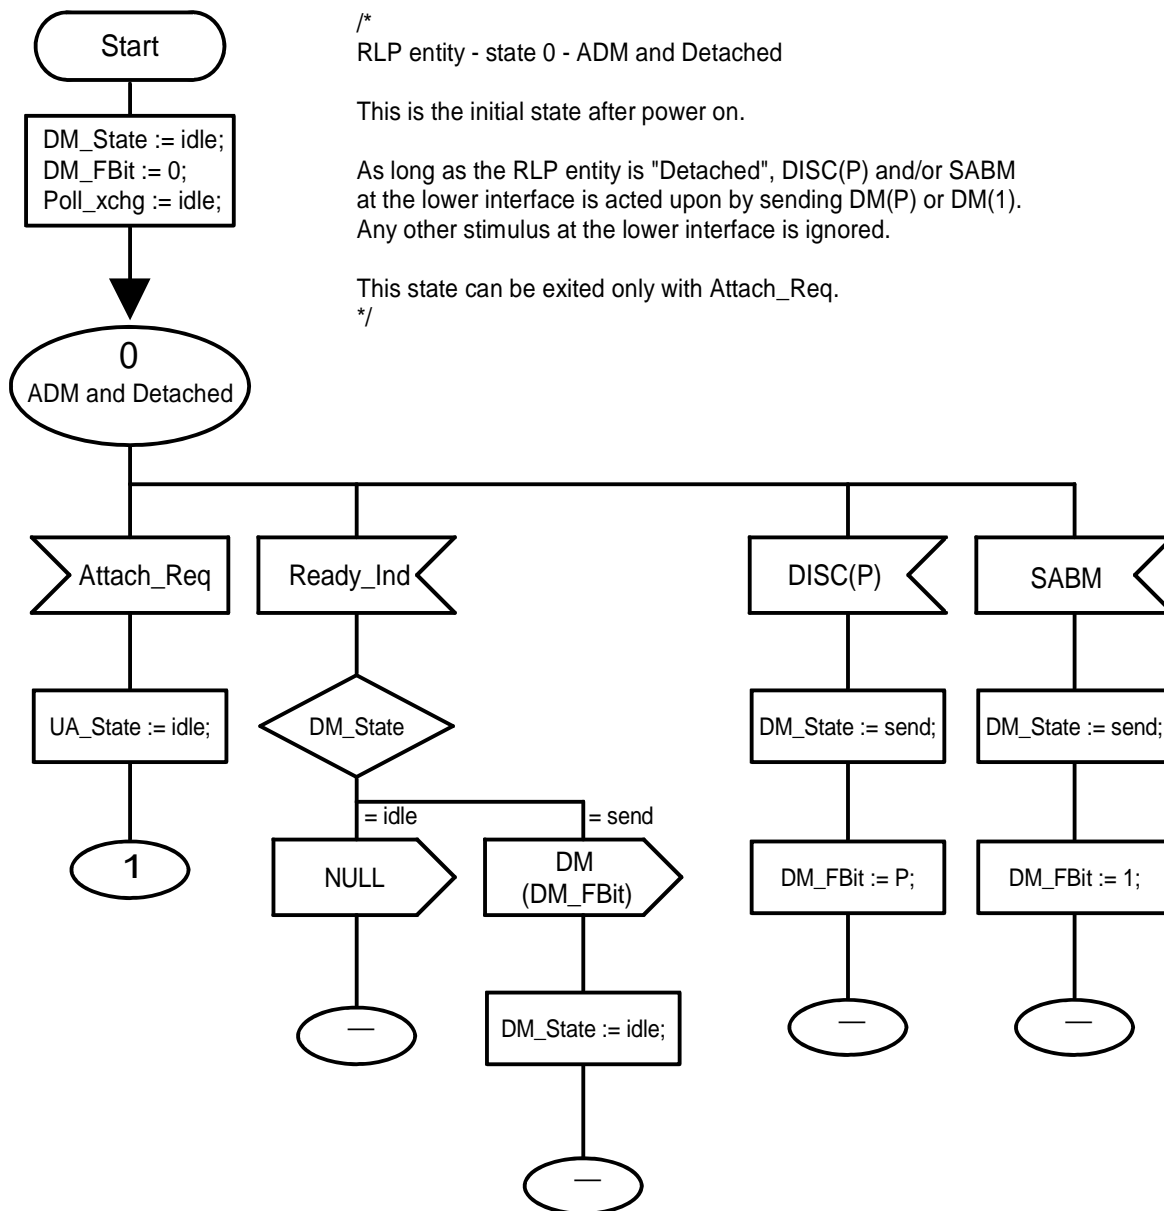 Start
DM_State := idle;
DM_FBit := 0;
Poll_xchg := idle;
/*
RLP entity - state 0 - ADM and Detached
This is the initial state after power on.
As long as the RLP entity is "Detached", DISC(P) and/or SABM
at the lower interface is acted upon by sending DM(P) or DM(1).
Any other stimulus at the lower interface is ignored.
This state can be exited only with Attach_Req.
*/
0
ADM and Detached
Attach_Req
Ready_Ind
DISC(P)
SABM
UA_State := idle;
DM_State
DM_State := send;
DM_State := send;
= idle
= send
1
NULL
DM
(DM_FBit)
DM_FBit := P;
DM_FBit := 1;
—
DM_State := idle;
—
—
—